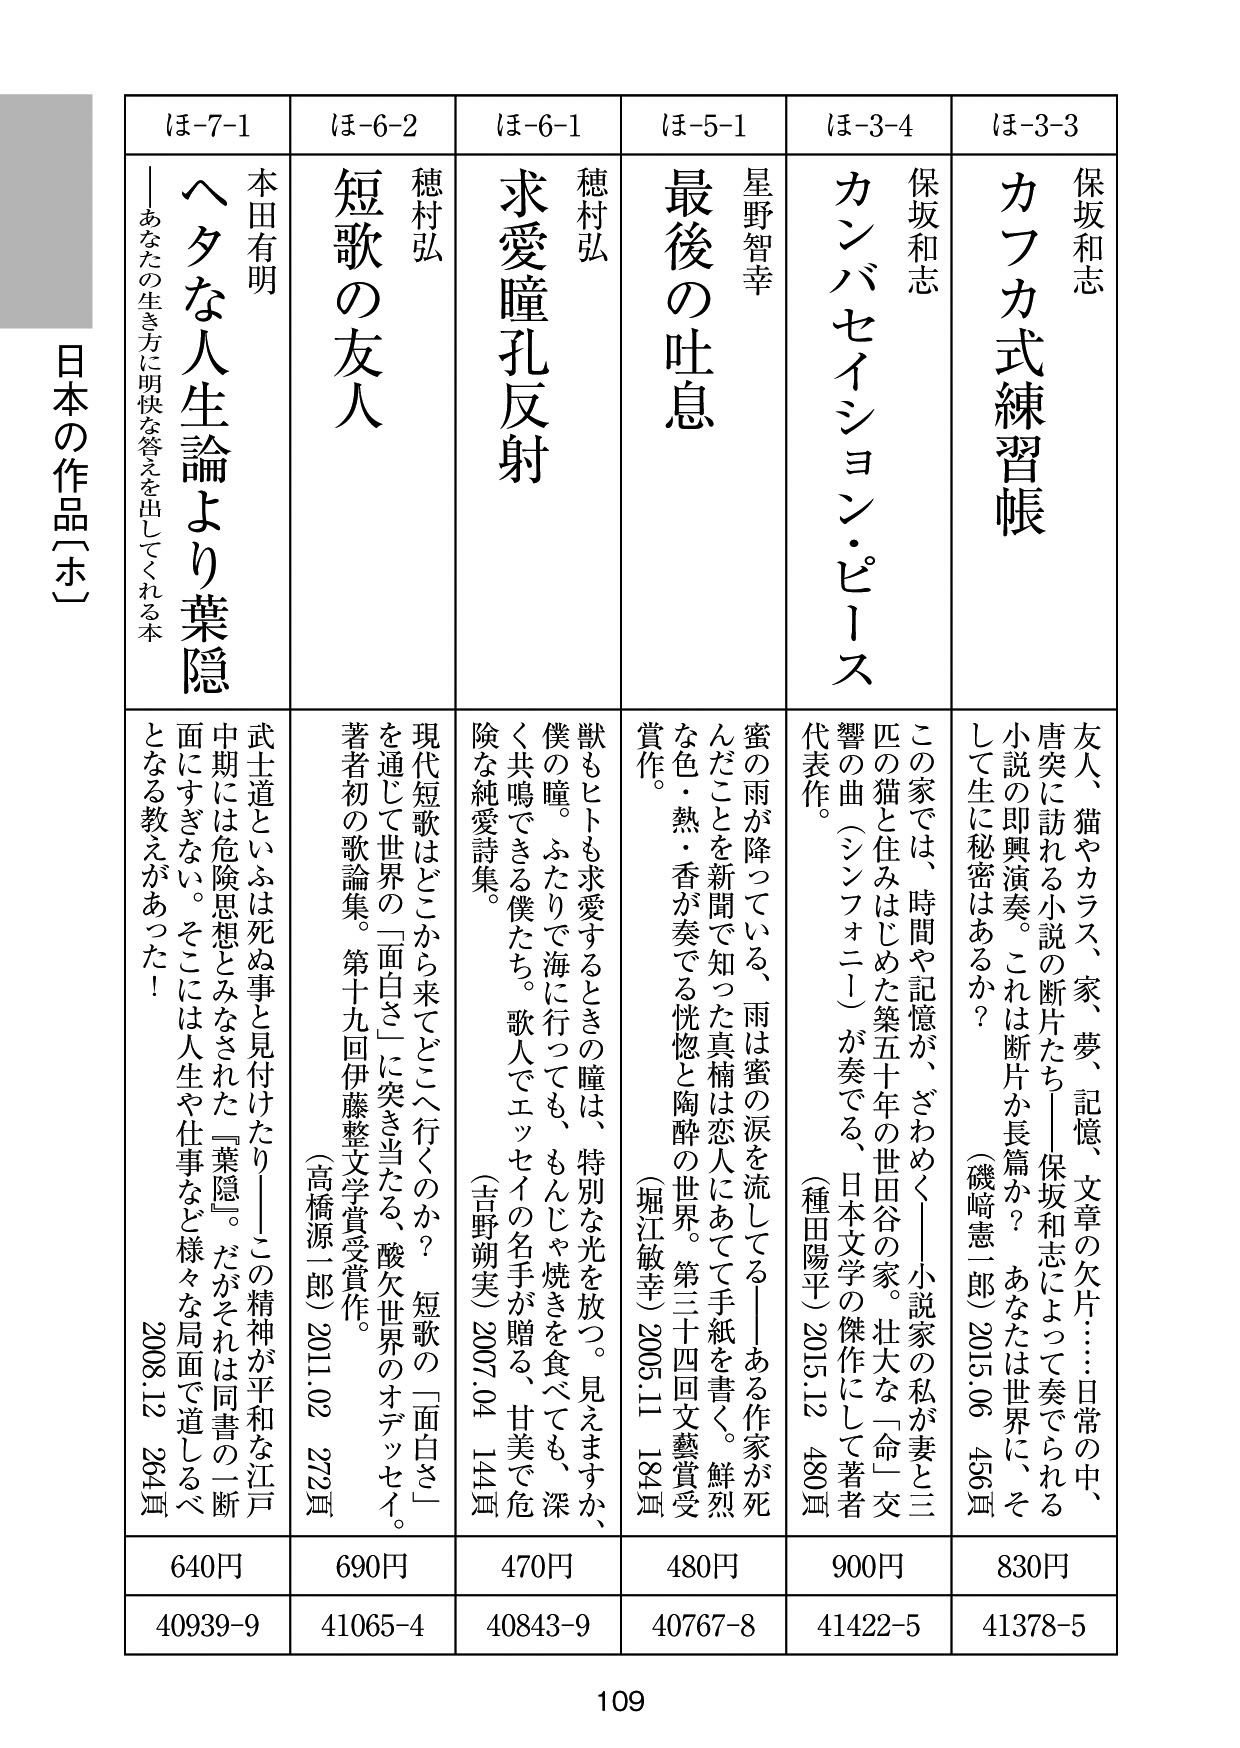 ほ-3-3
保坂和志
カフカ式練習帳
友人、猫やカラス、家、夢、記憶、文章の欠片……日常の中、
唐突に訪れる小説の断片たち――保坂和志によって奏でられる
小説の即興演奏。これは断片か長篇か？　あなたは世界に、そ
して生に秘密はあるか？
（磯﨑憲一郎）2015.06　456頁
830円
41378-5
ほ-3-4
保坂和志
カンバセイション・ピース
この家では、時間や記憶が、ざわめく――小説家の私が妻と三
匹の猫と住みはじめた築五十年の世田谷の家。壮大な「命」交
響の曲（シンフォニー）が奏でる、日本文学の傑作にして著者
代表作。
（種田陽平）2015.12　480頁
900円
41422-5
ほ-5-1
星野智幸
最後の吐息
蜜の雨が降っている、雨は蜜の涙を流してる――ある作家が死
んだことを新聞で知った真楠は恋人にあてて手紙を書く。鮮烈
な色・熱・香が奏でる恍惚と陶酔の世界。第三十四回文藝賞受
賞作。
（堀江敏幸）2005.11　184頁
480円
40767-8
ほ-6-1
穂村弘
求愛瞳孔反射
獣もヒトも求愛するときの瞳は、特別な光を放つ。見えますか、
僕の瞳。ふたりで海に行っても、もんじゃ焼きを食べても、深
く共鳴できる僕たち。歌人でエッセイの名手が贈る、甘美で危
険な純愛詩集。
（吉野朔実）2007.04　144頁
470円
40843-9
ほ-6-2
穂村弘
短歌の友人
現代短歌はどこから来てどこへ行くのか？　短歌の「面白さ」
を通じて世界の「面白さ」に突き当たる、酸欠世界のオデッセイ。
著者初の歌論集。第十九回伊藤整文学賞受賞作。
（高橋源一郎）2011.02　272頁
690円
41065-4
ほ-7-1
本田有明
ヘタな人生論より葉隠
――あなたの生き方に明快な答えを出してくれる本
武士道といふは死ぬ事と見付けたり――この精神が平和な江戸
中期には危険思想とみなされた『葉隠』。だがそれは同書の一断
面にすぎない。そこには人生や仕事など様々な局面で道しるべ
となる教えがあった！
2008.12　264頁
640円
40939-9
日本の作品〔ホ〕
109